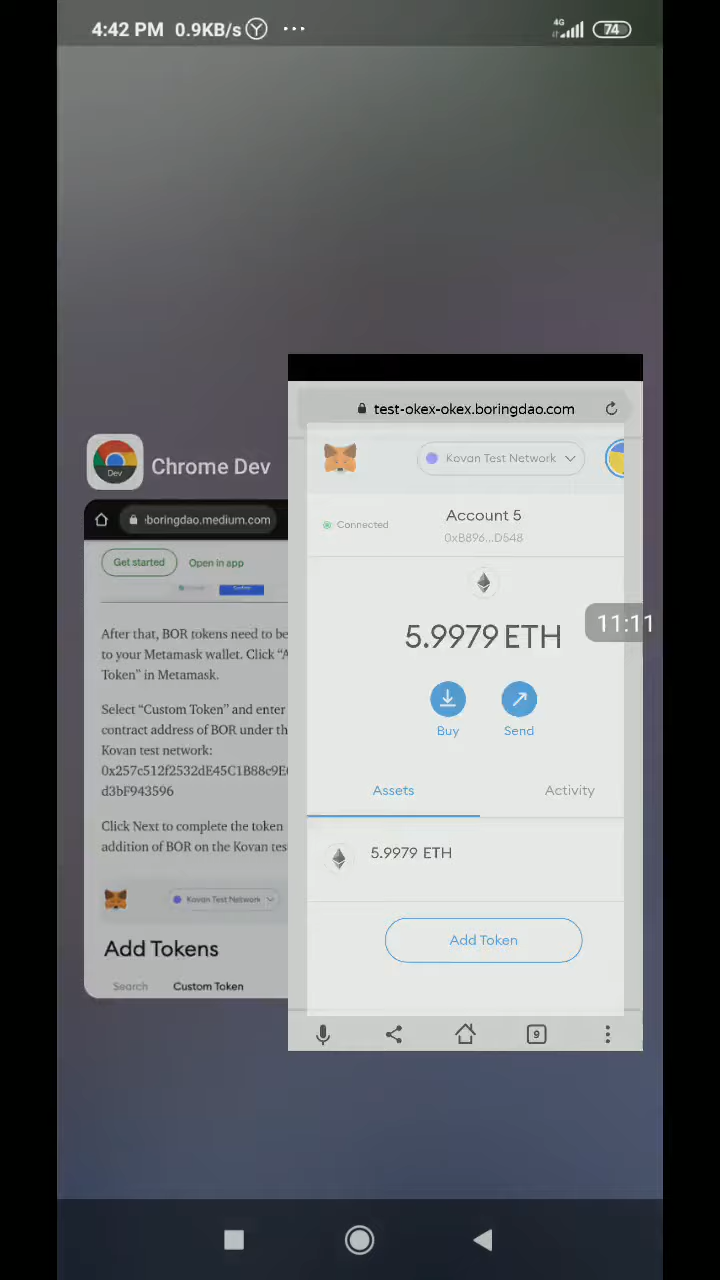 4:42 PM 0.9KB/s ...
4G 74
Chrome Dev
Dev
boringdao.medium.com
Get started Open in app
After that, BOR tokens need to be
to your Metamask wallet. Click “A
Token” in Metamask.
Select “Custom Token” and enter
contract address of BOR under th
Kovan test network:
0x257c512f2532dE45C1B88c9E
d3bF943596
Click Next to complete the token
addition of BOR on the Kovan tes
Kovan Test Network
Add Tokens
Search Custom Token
test-okex-okex.boringdao.com
Kovan Test Network
Connected
Account 5
0xB896...D548
5.9979 ETH
11:11
Buy Send
Assets Activity
5.9979 ETH
Add Token
9